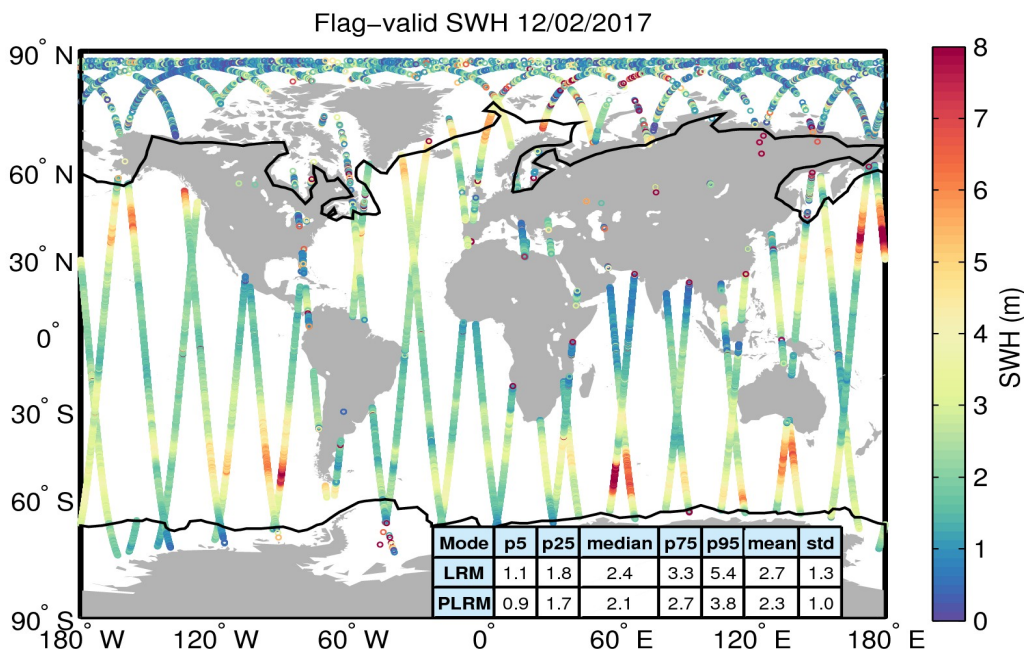 Flag−valid SWH 12/02/2017
90° N
60° N
30° N
0°
30° S
60° S
90° S
180° W
120° W
60° W
0°
60° E
120° E
180° E
Mode p5 p25 median p75 p95 mean std
LRM 1.1 1.8 2.4 3.3 5.4 2.7 1.3
PLRM 0.9 1.7 2.1 2.7 3.8 2.3 1.0
8
7
6
5
4
3
2
1
0
SWH (m)